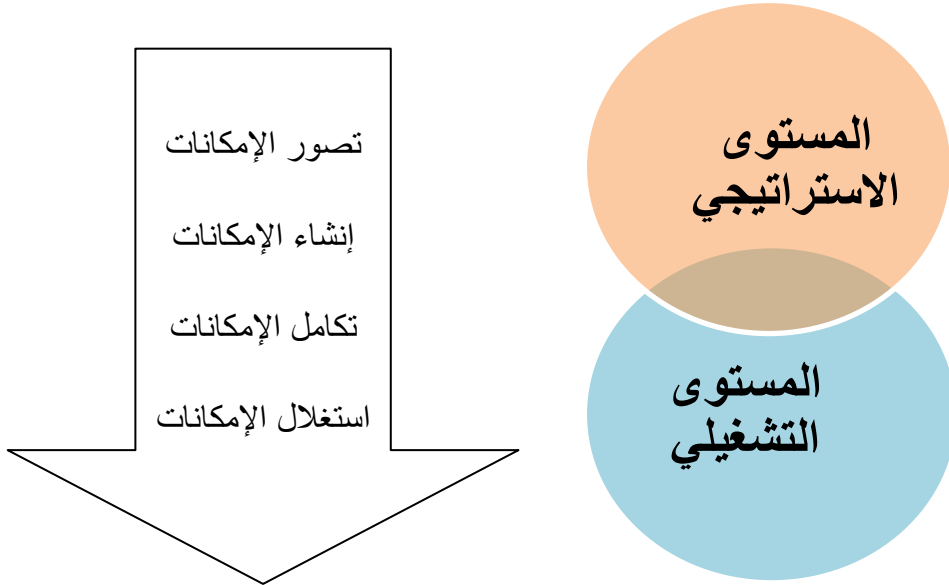 المستوى
الاستراتيجي
المستوى
التشغيلي
تصور الإمكانات
إنشاء الإمكانات
تكامل الإمكانات
استغلال الإمكانات